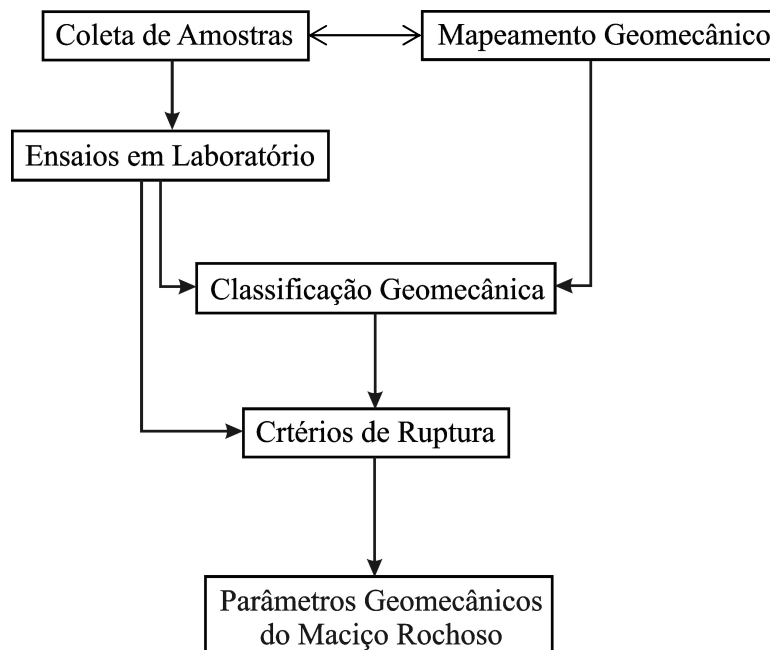 Coleta de Amostras
Mapeamento Geomecânico
Ensaios em Laboratório
Classificação Geomecânica
Crtérios de Ruptura
Parâmetros Geomecânicos
do Maciço Rochoso